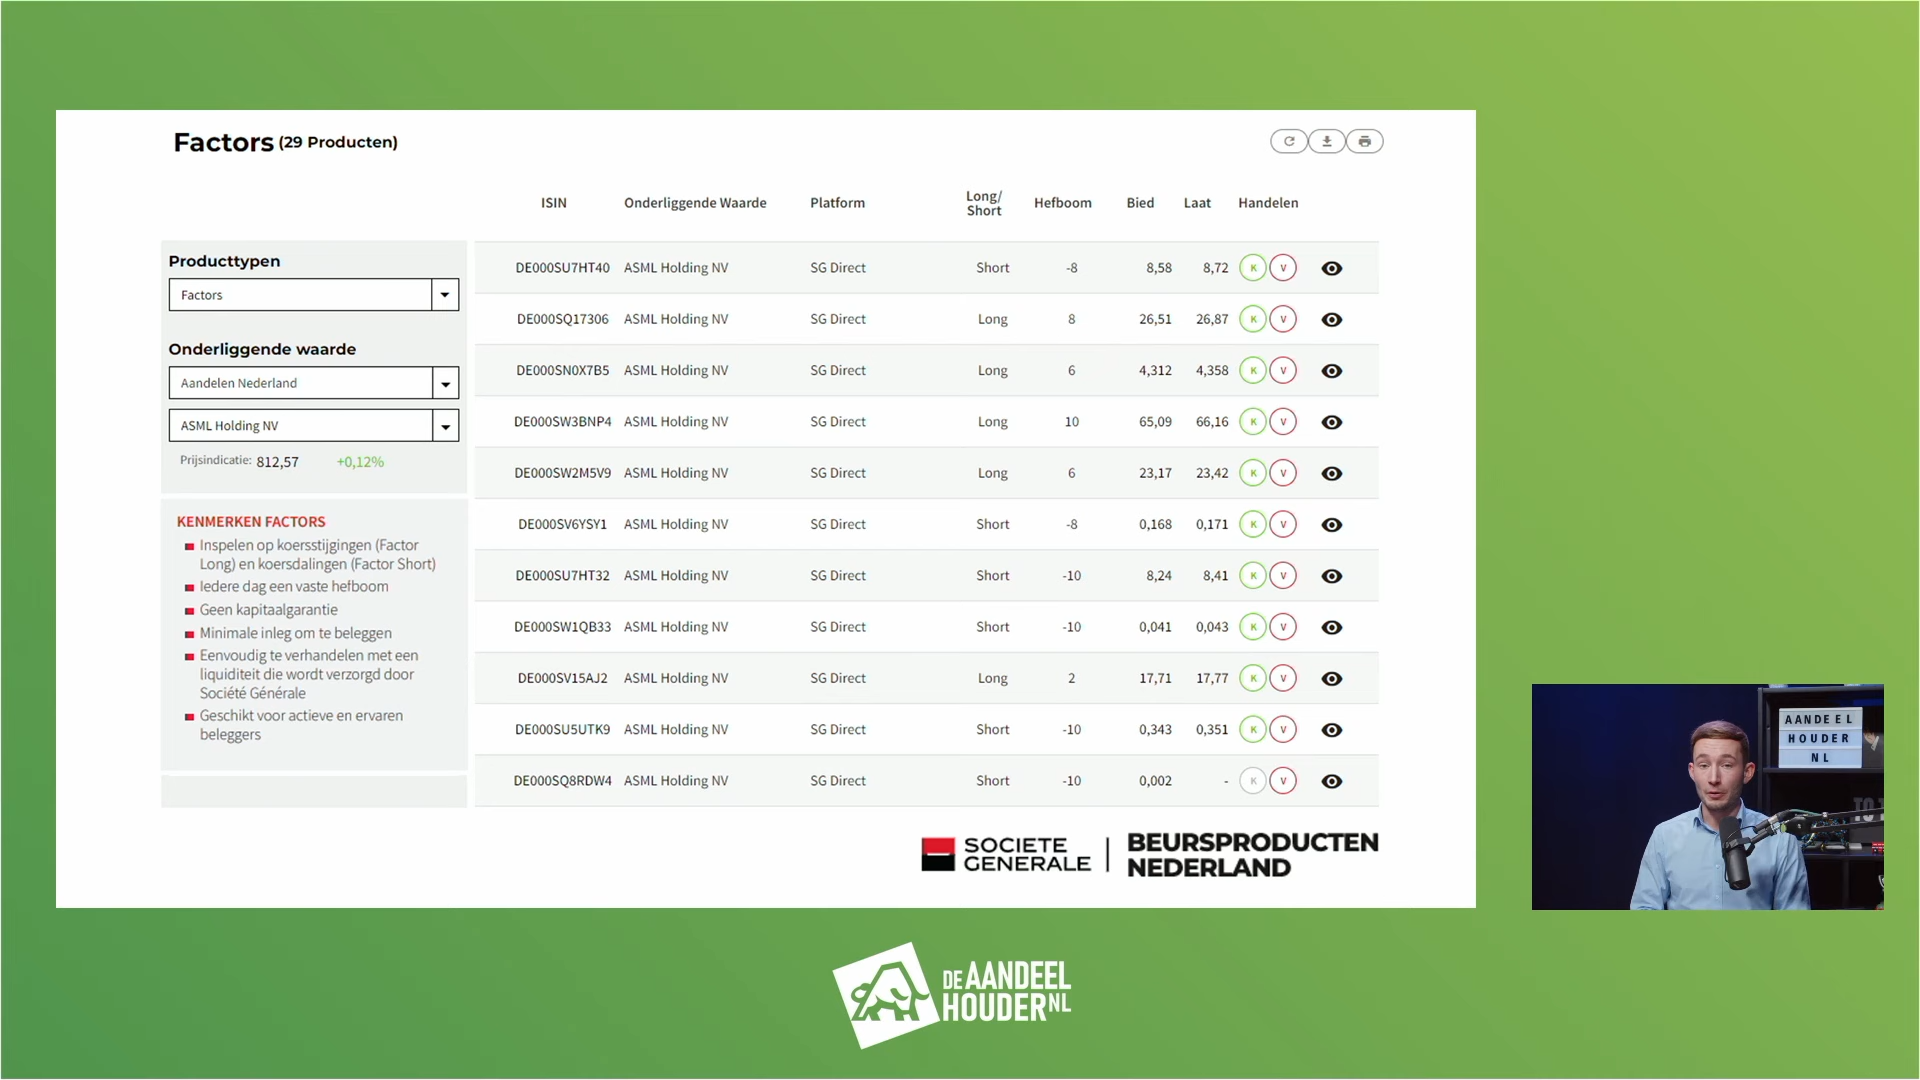 Factors (29 Producten)
ISIN Onderliggende Waarde Platform Long/ Short Hefboom Bied Laat Handelen
Producttypen
Factors
Onderliggende waarde
Aandelen Nederland
ASML Holding NV
Prijsindicatie: 812,57 +0,12%
KENMERKEN FACTORS
Inspelen op koersstijgingen (Factor
Long) en koersdalingen (Factor Short)
Iedere dag een vaste hefboom
Geen kapitaalgarantie
Minimale inleg om te beleggen
Eenvoudig te verhandelen met een
liquiditeit die wordt verzorgd door
Société Générale
Geschikt voor actieve en ervaren
beleggers
DE000SU7HT40 ASML Holding NV SG Direct Short -8 8,58 8,72 K V
DE000SQ17306 ASML Holding NV SG Direct Long 8 26,51 26,87 K V
DE000SN0X7B5 ASML Holding NV SG Direct Long 6 4,312 4,358 K V
DE000SW3BNP4 ASML Holding NV SG Direct Long 10 65,09 66,16 K V
DE000SW2M5V9 ASML Holding NV SG Direct Long 6 23,17 23,42 K V
DE000SV6YSY1 ASML Holding NV SG Direct Short -8 0,168 0,171 K V
DE000SU7HT32 ASML Holding NV SG Direct Short -10 8,24 8,41 K V
DE000SW1QB33 ASML Holding NV SG Direct Short -10 0,041 0,043 K V
DE000SV15AJ2 ASML Holding NV SG Direct Long 2 17,71 17,77 K V
DE000SU5UTK9 ASML Holding NV SG Direct Short -10 0,343 0,351 K V
DE000SQ8RDW4 ASML Holding NV SG Direct Short -10 0,002 - K V
SOCIETE
GENERALE
BEURSPRODUCTEN
NEDERLAND
AANDEEL
HOUDER
NL
DE AANDEEL
HOUDER NL